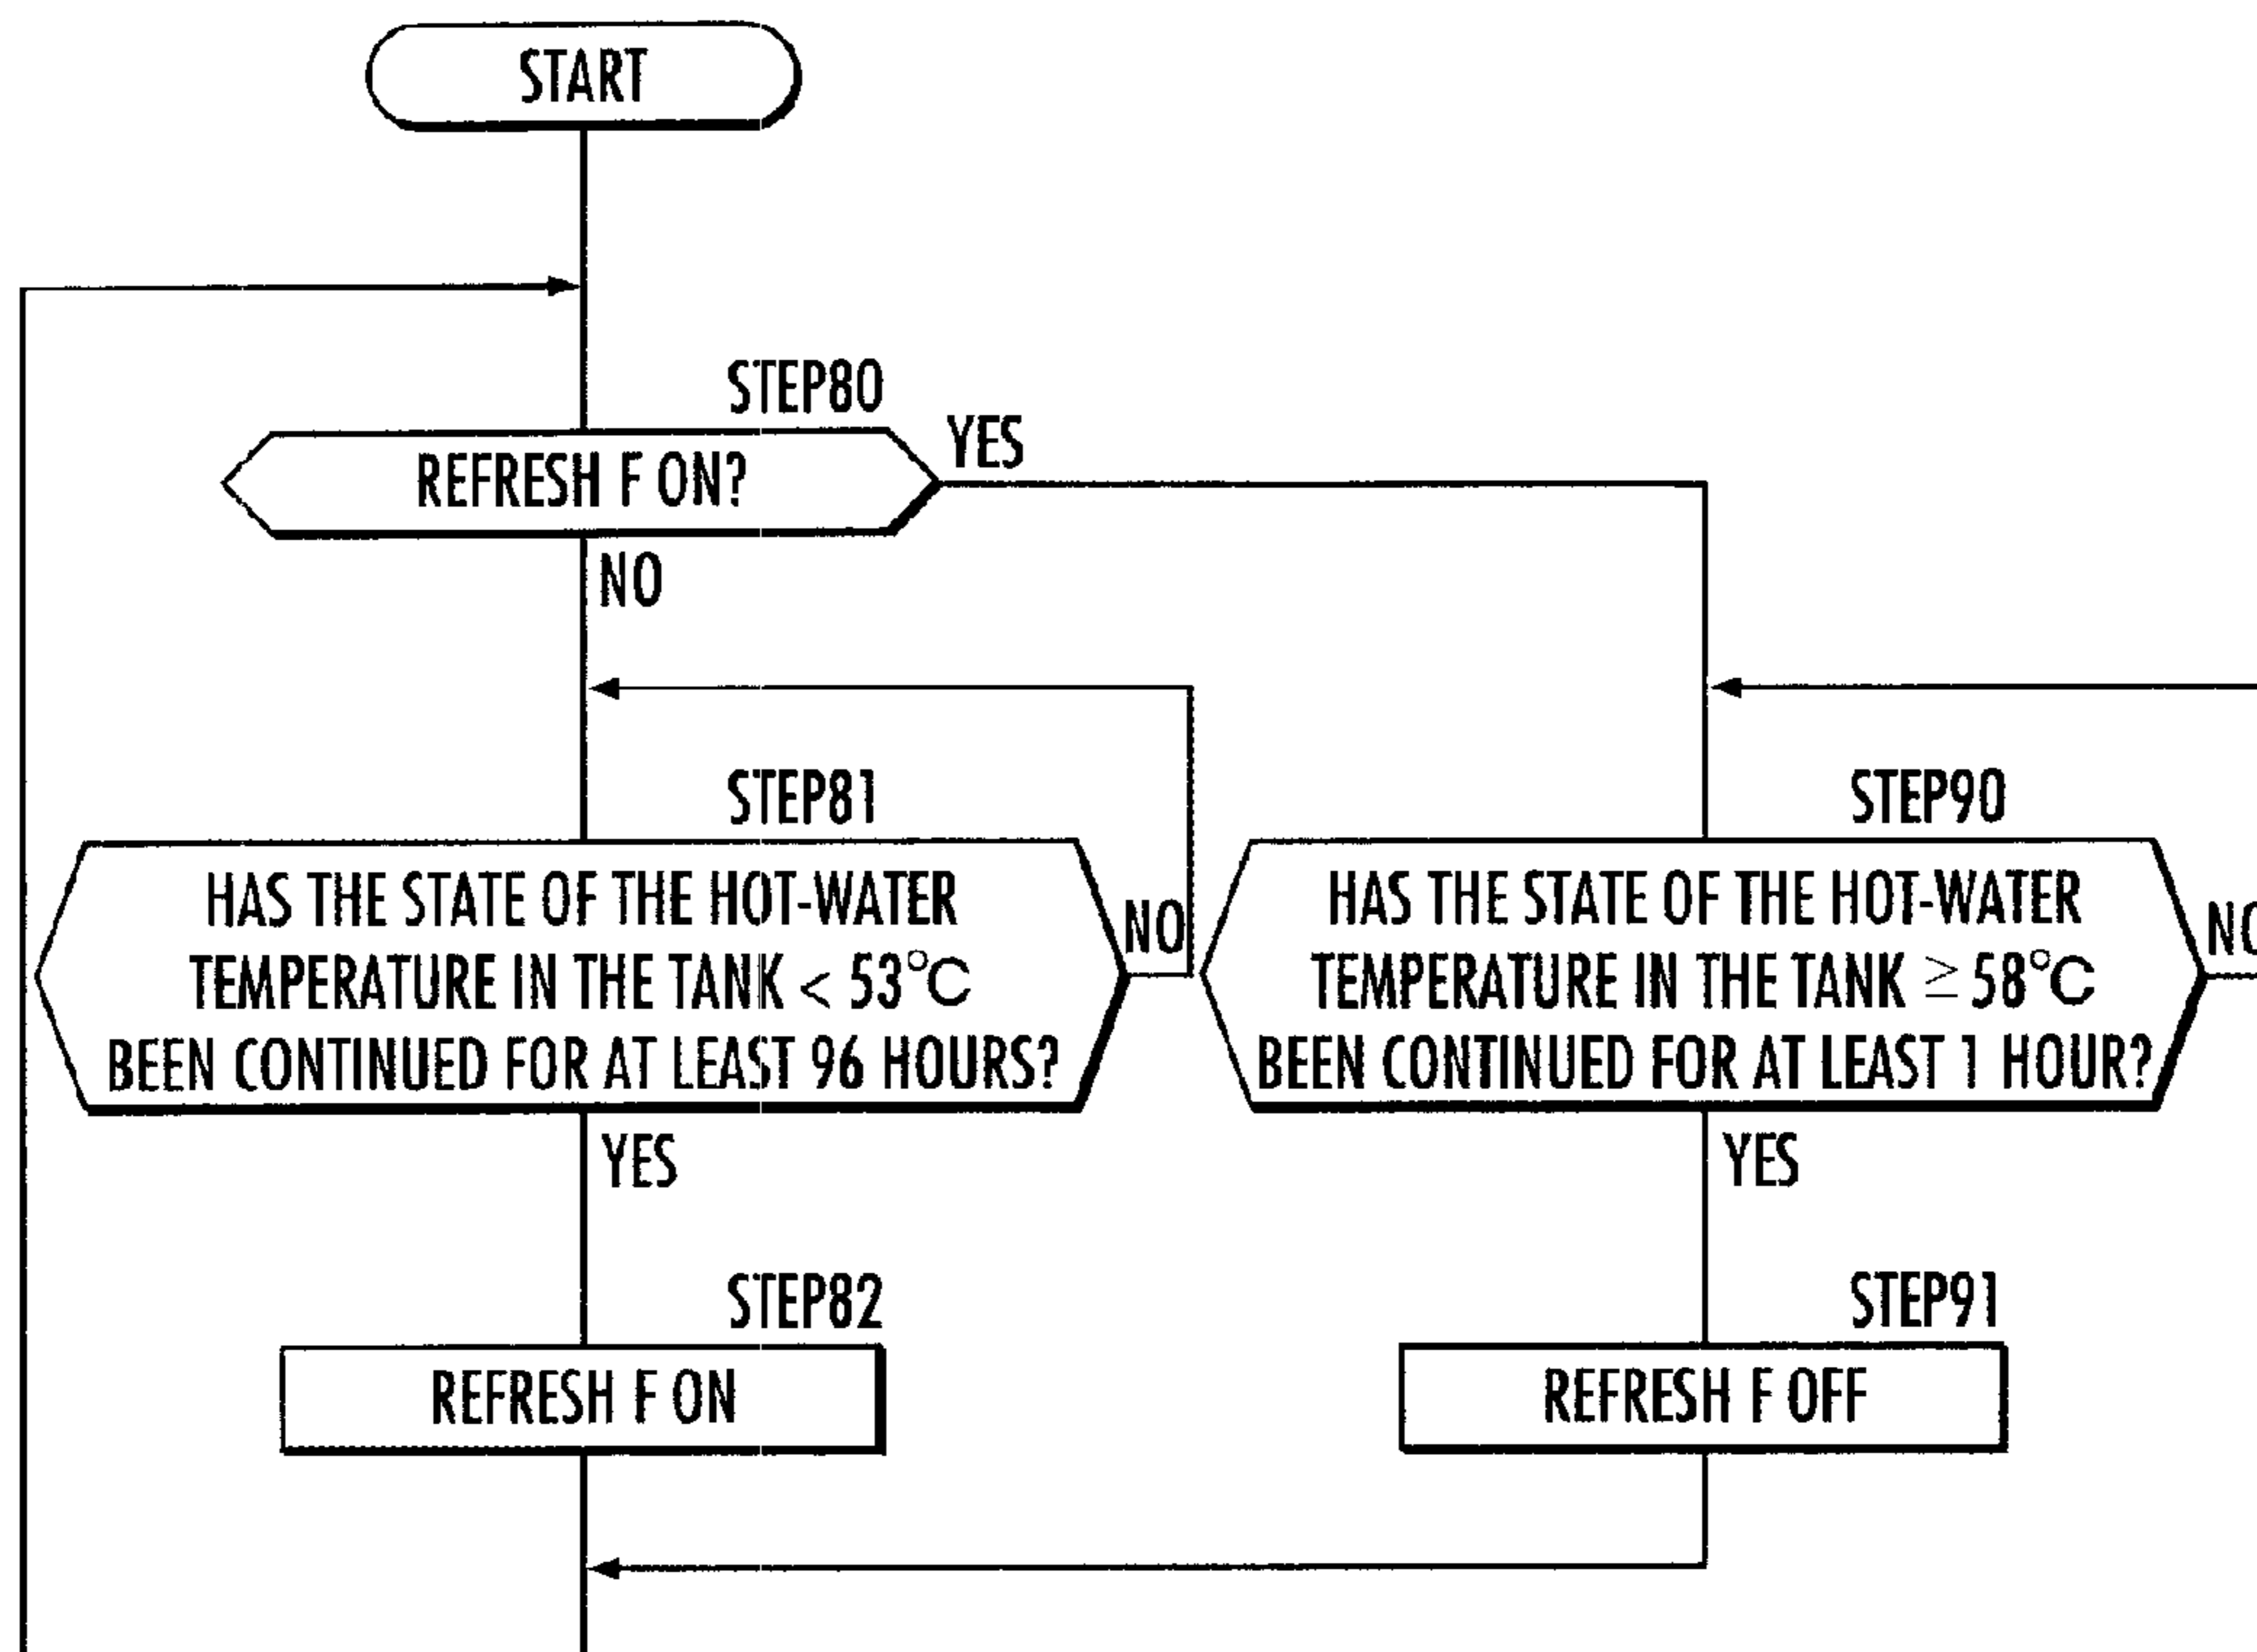 START
STEP80
REFRESH F ON?
YES
NO
STEP81
HAS THE STATE OF THE HOT-WATER
TEMPERATURE IN THE TANK < 53°C
BEEN CONTINUED FOR AT LEAST 96 HOURS?
NO
YES
STEP90
HAS THE STATE OF THE HOT-WATER
TEMPERATURE IN THE TANK ≥ 58°C
BEEN CONTINUED FOR AT LEAST 1 HOUR?
NO
YES
STEP82
REFRESH F ON
STEP91
REFRESH F OFF